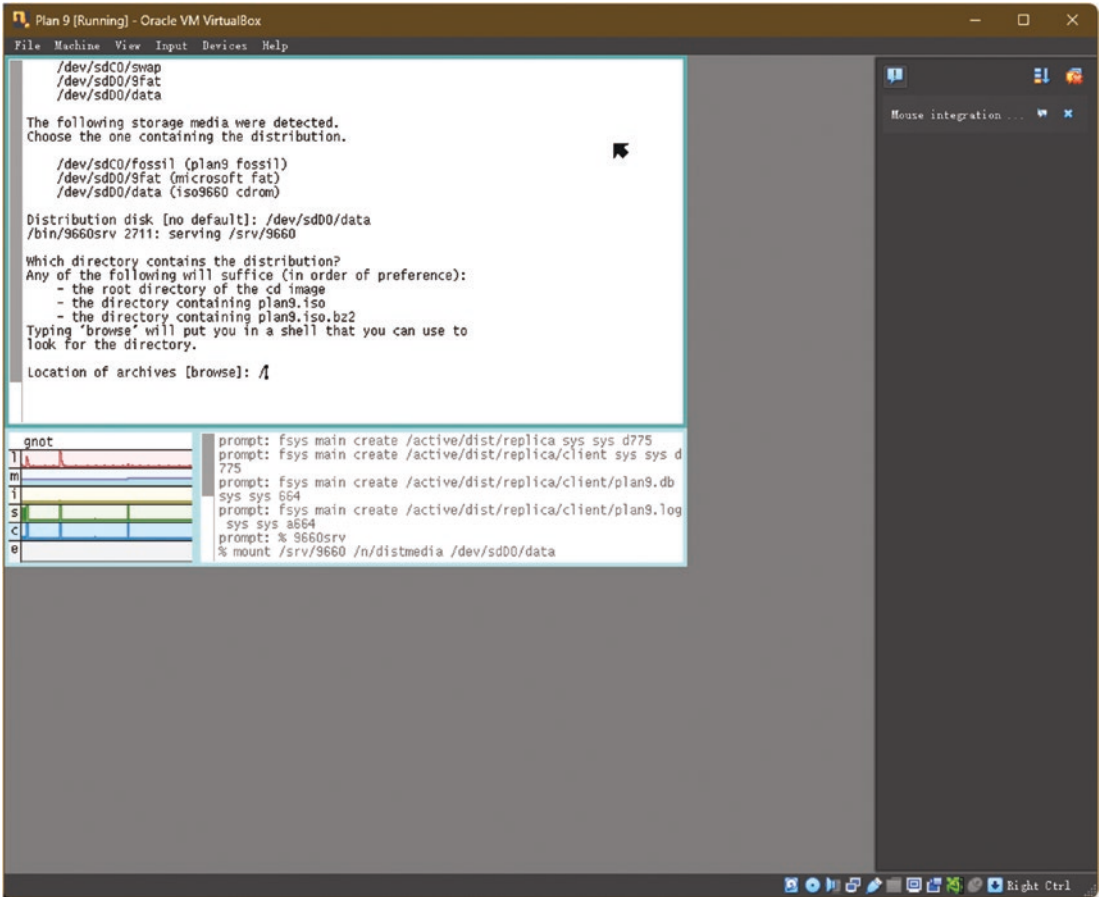 Plan 9 [Running] - Oracle VM VirtualBox
File Machine View Input Devices Help
/dev/sdC0/swap
/dev/sdD0/9fat
/dev/sdD0/data
The following storage media were detected.
Choose the one containing the distribution.
/dev/sdC0/fossil (plan9 fossil)
/dev/sdD0/9fat (microsoft fat)
/dev/sdD0/data (iso9660 cdrom)
Distribution disk [no default]: /dev/sdD0/data
/bin/9660srv 2711: serving /srv/9660
Which directory contains the distribution?
Any of the following will suffice (in order of preference):
- the root directory of the cd image
- the directory containing plan9.iso
- the directory containing plan9.iso.bz2
Typing 'browse' will put you in a shell that you can use to
look for the directory.
Location of archives [browse]: /
Mouse integration ...
gnot
l
m
i
s
c
e
prompt: fsys main create /active/dist/replica sys sys d775
prompt: fsys main create /active/dist/replica/client sys sys d
775
prompt: fsys main create /active/dist/replica/client/plan9.db
sys sys 664
prompt: fsys main create /active/dist/replica/client/plan9.log
sys sys a664
prompt: % 9660srv
% mount /srv/9660 /n/distmedia /dev/sdD0/data
Right Ctrl